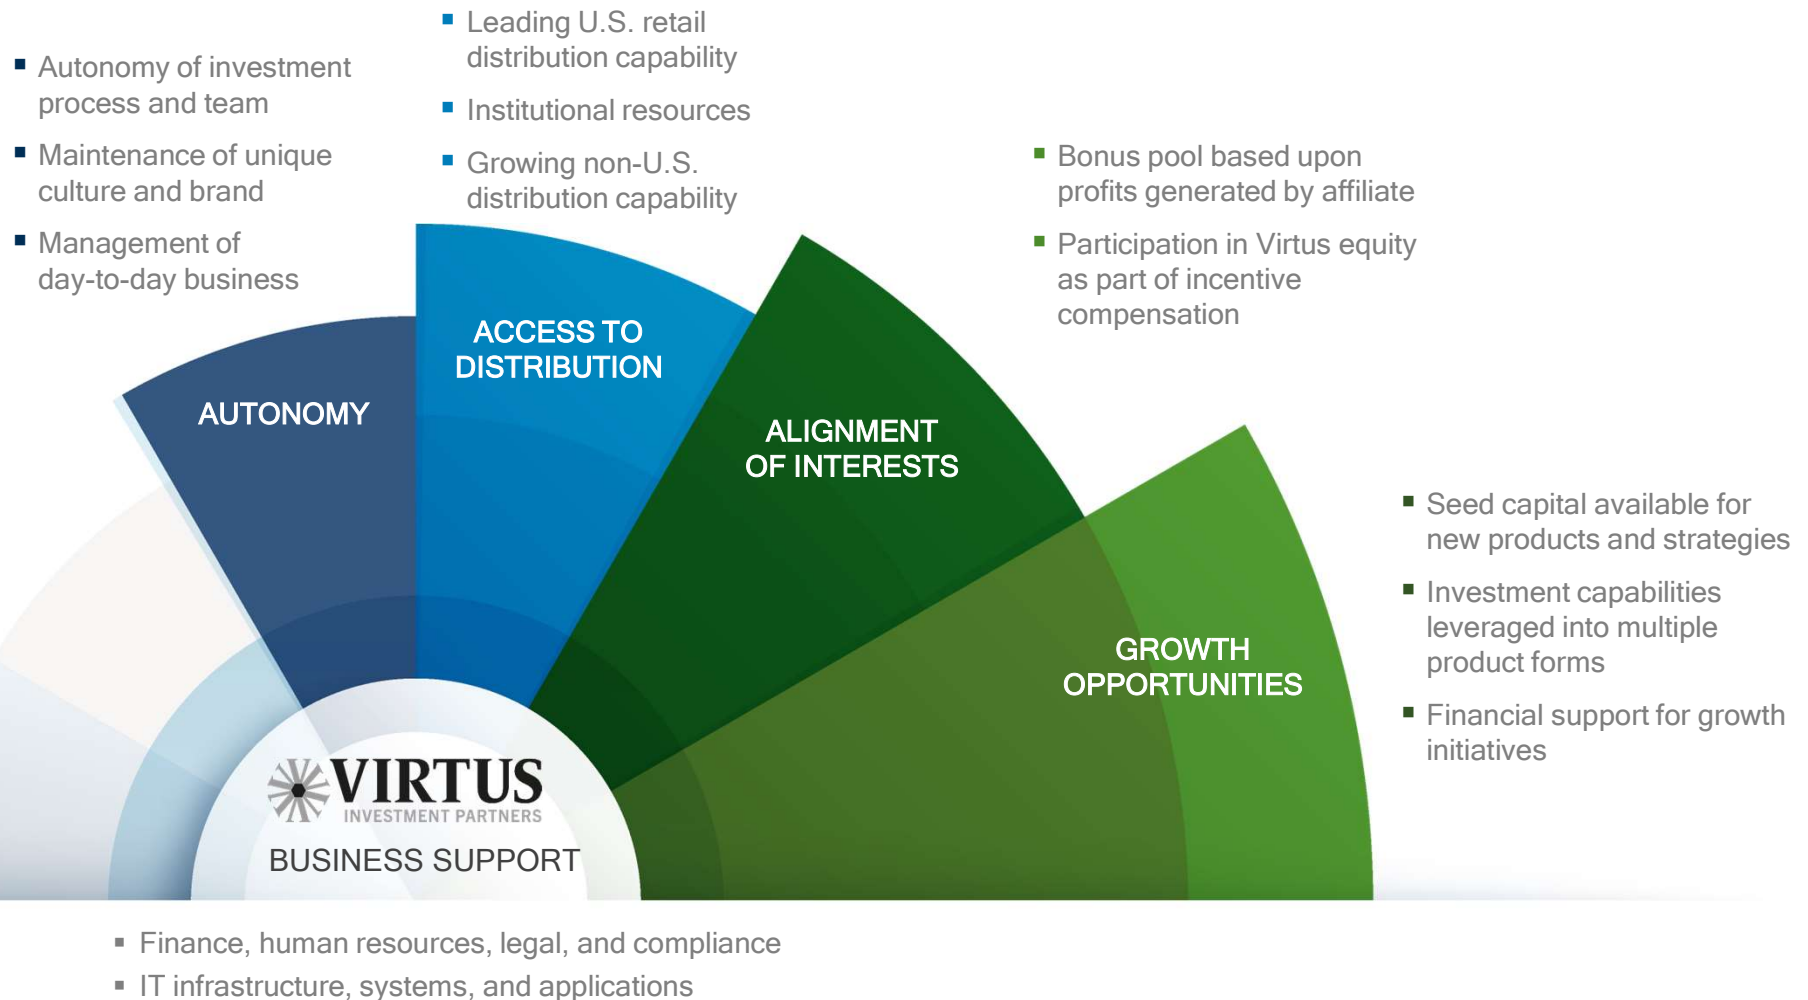 Autonomy of investment
process and team
Maintenance of unique
culture and brand
Management of
day-to-day business
Leading U.S. retail
distribution capability
Institutional resources
Growing non-U.S.
distribution capability
Bonus pool based upon
profits generated by affiliate
Participation in Virtus equity
as part of incentive
compensation
Seed capital available for
new products and strategies
Investment capabilities
leveraged into multiple
product forms
Financial support for growth
initiatives
AUTONOMY
ACCESS TO
DISTRIBUTION
ALIGNMENT
OF INTERESTS
GROWTH
OPPORTUNITIES
VIRTUS
INVESTMENT PARTNERS
BUSINESS SUPPORT
Finance, human resources, legal, and compliance
IT infrastructure, systems, and applications